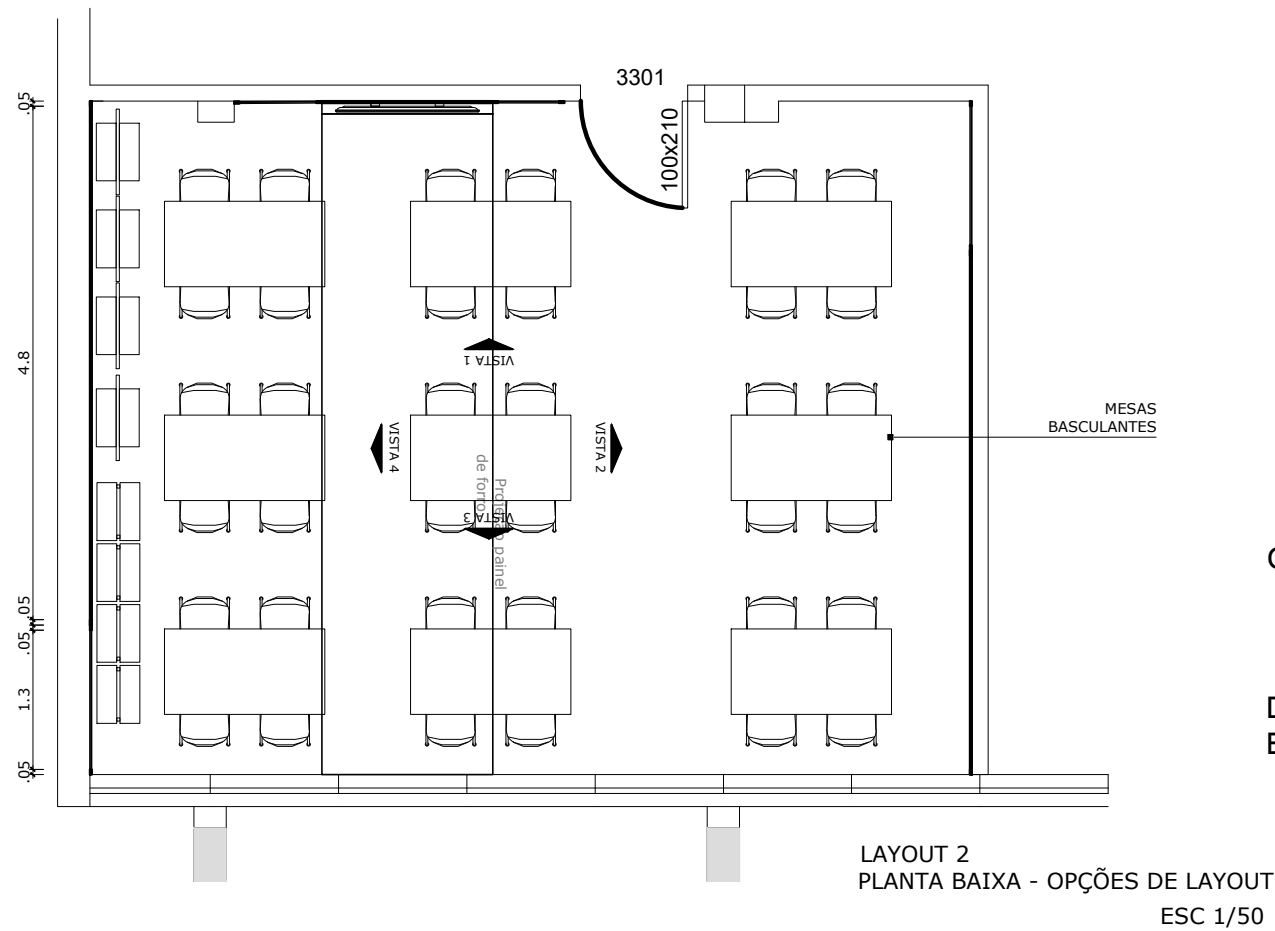 3301
100x210
.05
4.8
.05
.05
1.3
.05
VISTA 1
VISTA 4
VISTA 2
VISTA 3
Projeção painel
de forro
MESAS
BASCULANTES
LAYOUT 2
PLANTA BAIXA - OPÇÕES DE LAYOUT
ESC 1/50